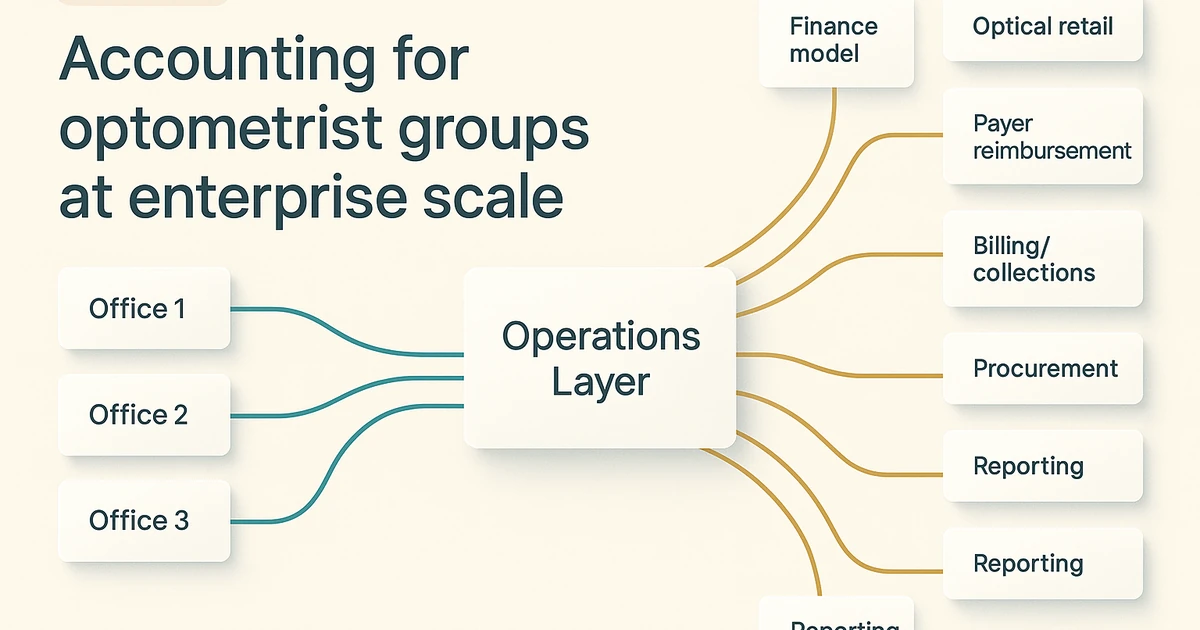 Accounting for
optometrist groups
at enterprise scale
Office 1
Office 2
Office 3
Operations
Layer
Finance
model
Optical retail
Payer
reimbursement
Billing/
collections
Procurement
Reporting
Reporting
Reporting